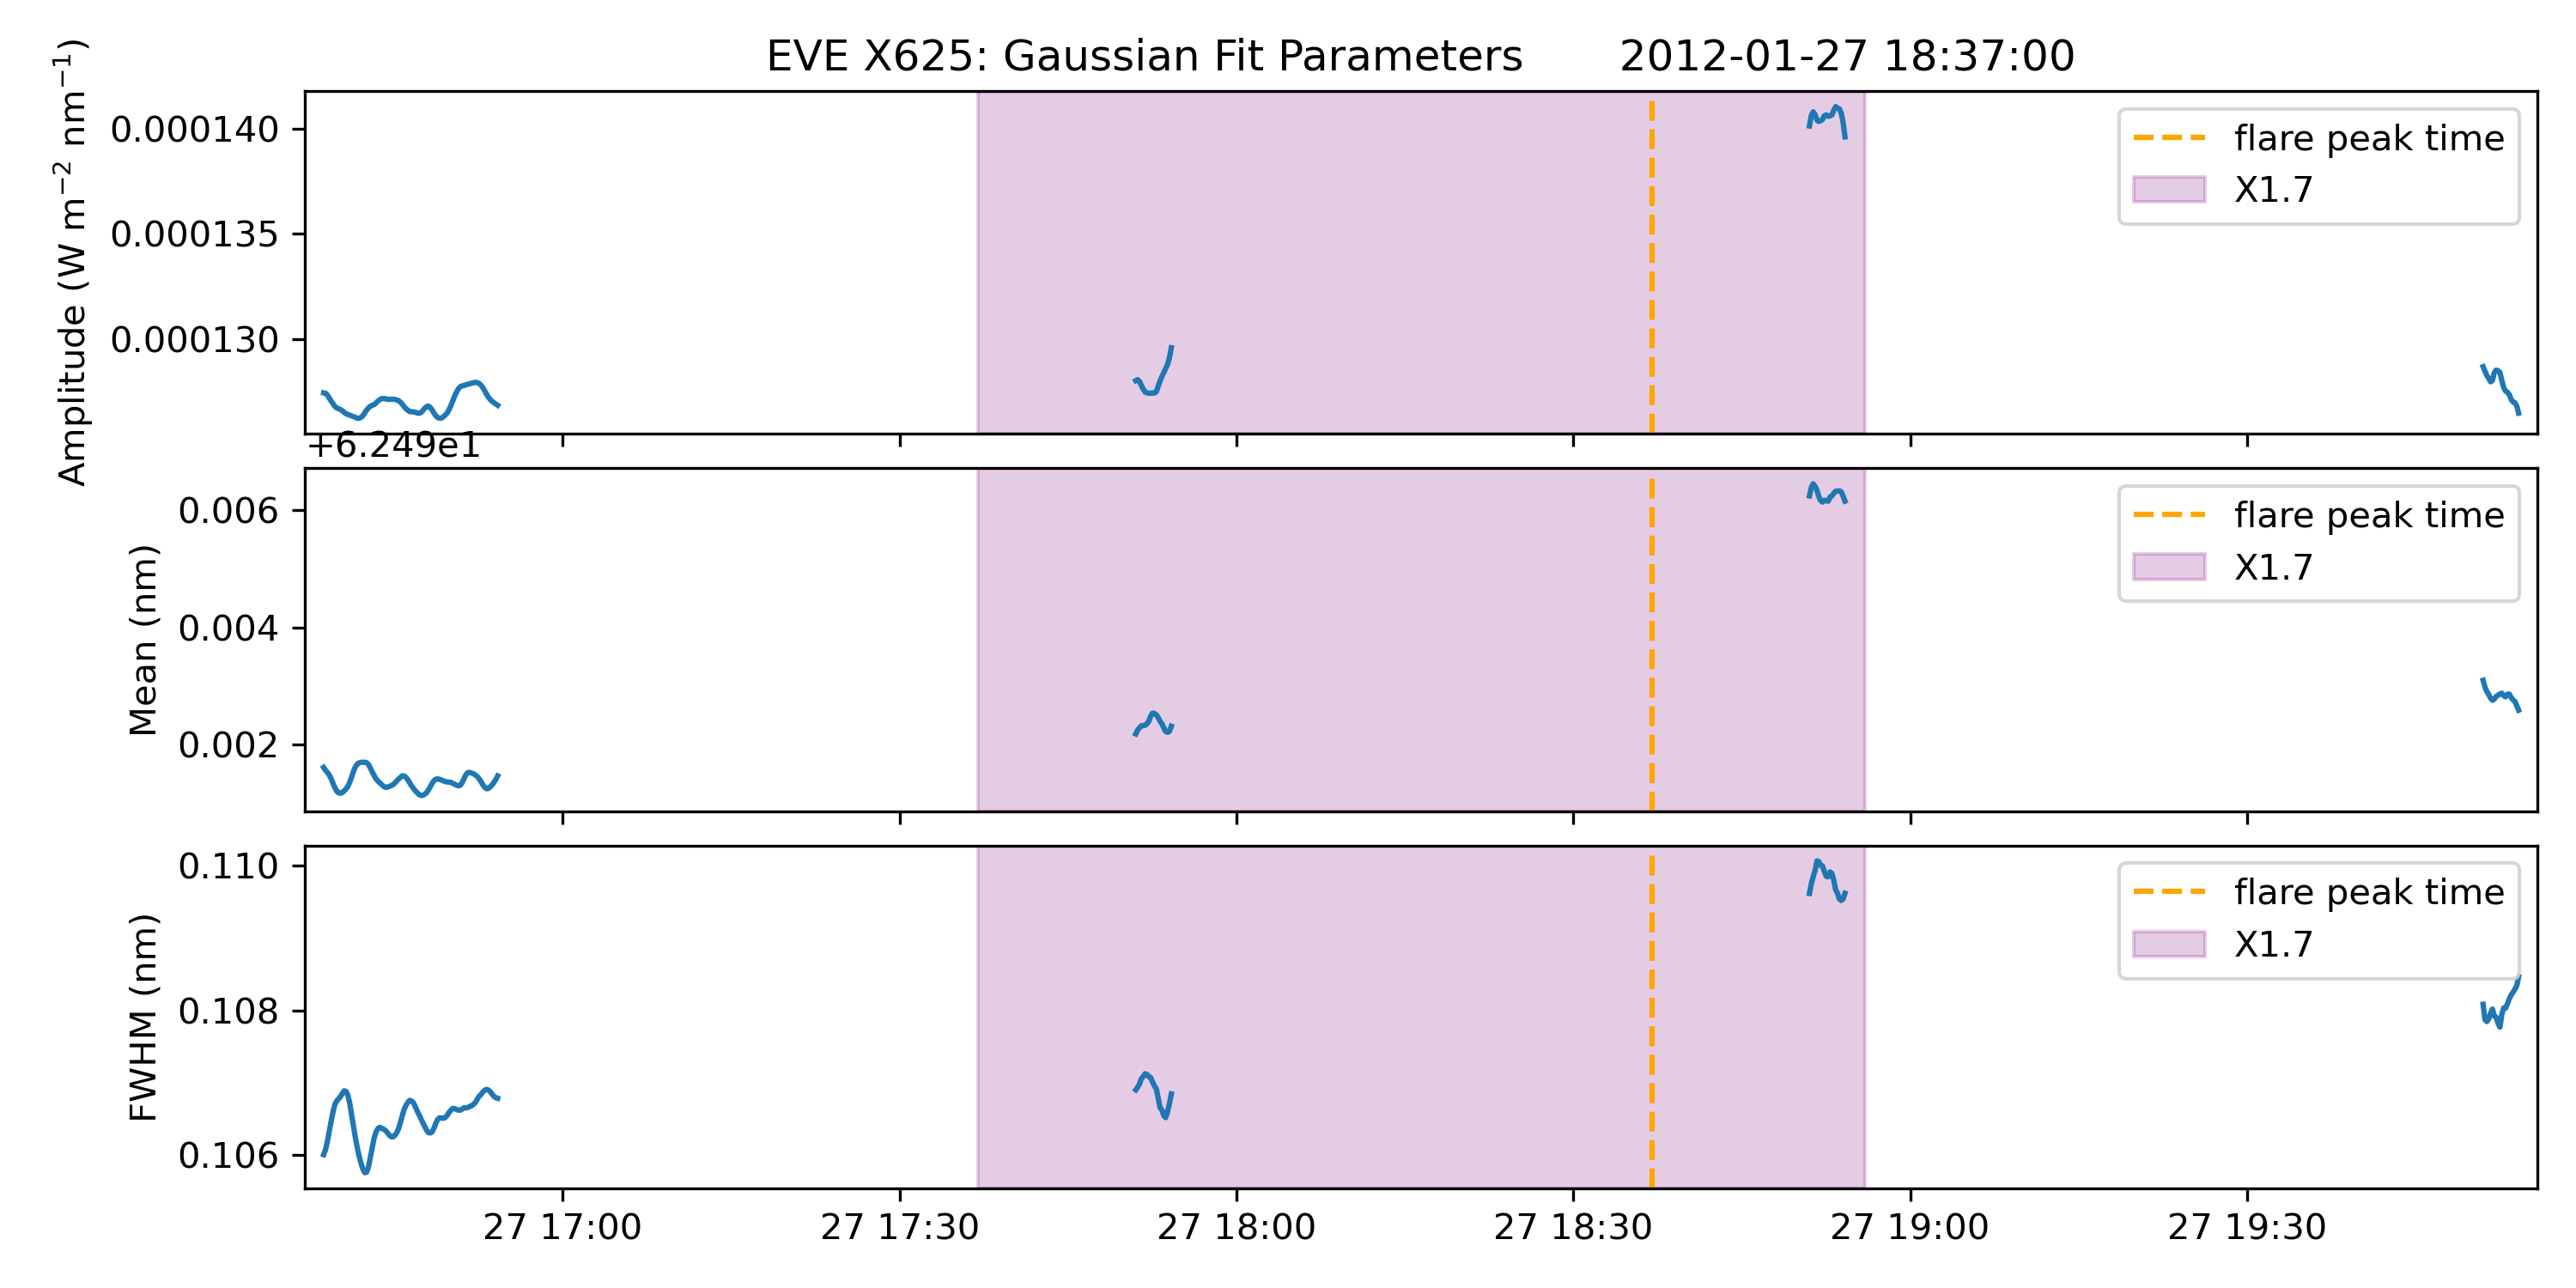 EVE X625: Gaussian Fit Parameters 2012-01-27 18:37:00
Amplitude (W m⁻² nm⁻¹)
0.000140
0.000135
0.000130
flare peak time
X1.7
+6.249e1
Mean (nm)
0.006
0.004
0.002
flare peak time
X1.7
FWHM (nm)
0.110
0.108
0.106
flare peak time
X1.7
27 17:00 27 17:30 27 18:00 27 18:30 27 19:00 27 19:30